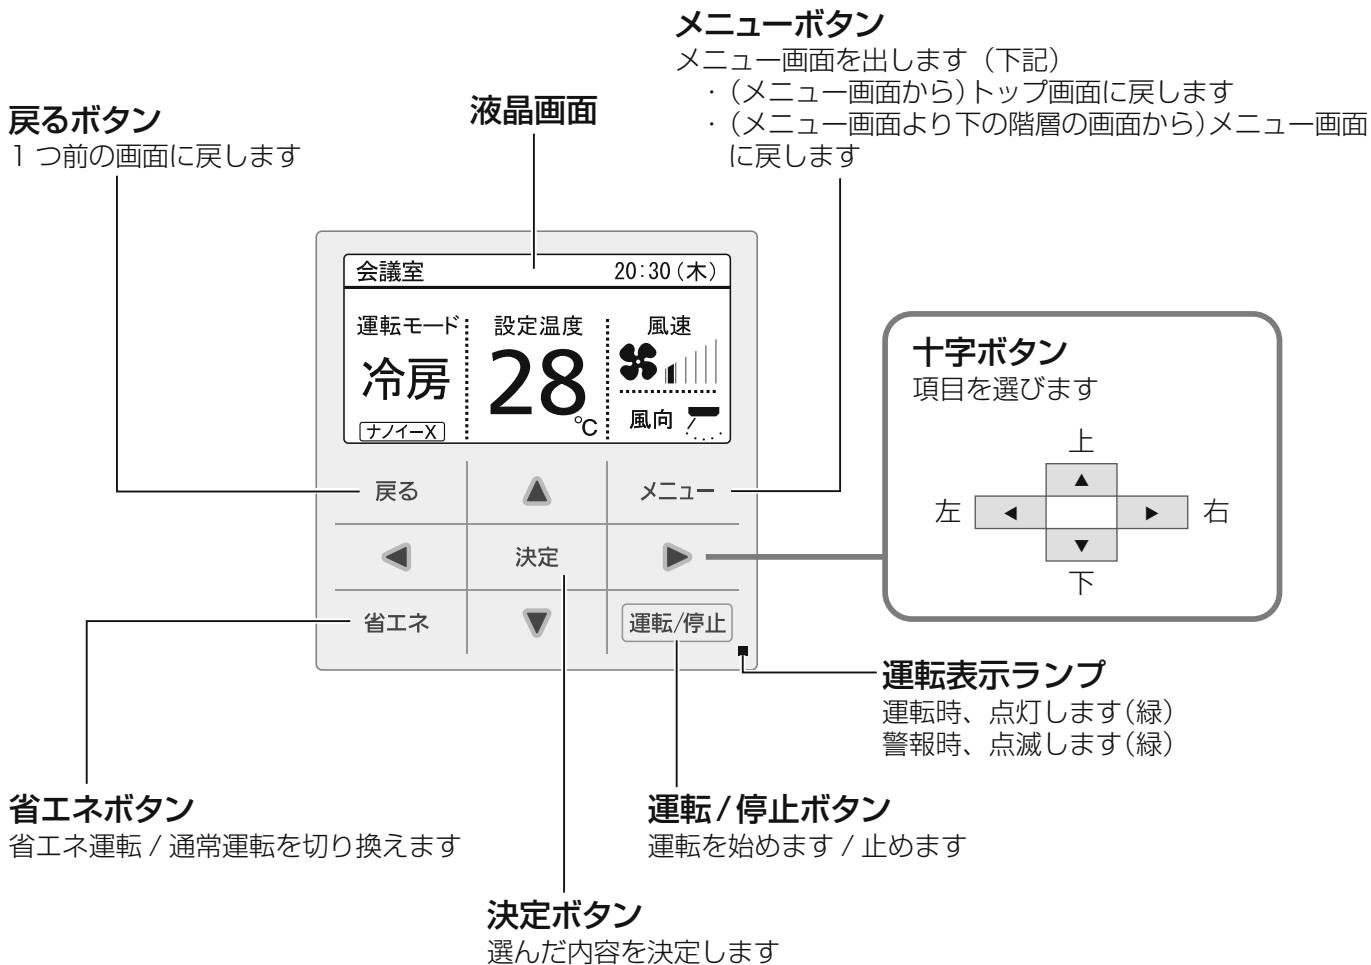 メニューボタン
メニュー画面を出します（下記）
・(メニュー画面から)トップ画面に戻します
・(メニュー画面より下の階層の画面から)メニュー画面
に戻します
戻るボタン
1つ前の画面に戻します
液晶画面
会議室 20:30(木)
運転モード 設定温度 風速
冷房 28℃
風向
ナノイーX
戻る ▲ メニュー
◀ 決定 ▶
省エネ ▼ 運転/停止
十字ボタン
項目を選びます
上
左 ◀ ▶ 右
下
運転表示ランプ
運転時、点灯します(緑)
警報時、点滅します(緑)
省エネボタン
省エネ運転 / 通常運転を切り換えます
運転/停止ボタン
運転を始めます / 止めます
決定ボタン
選んだ内容を決定します